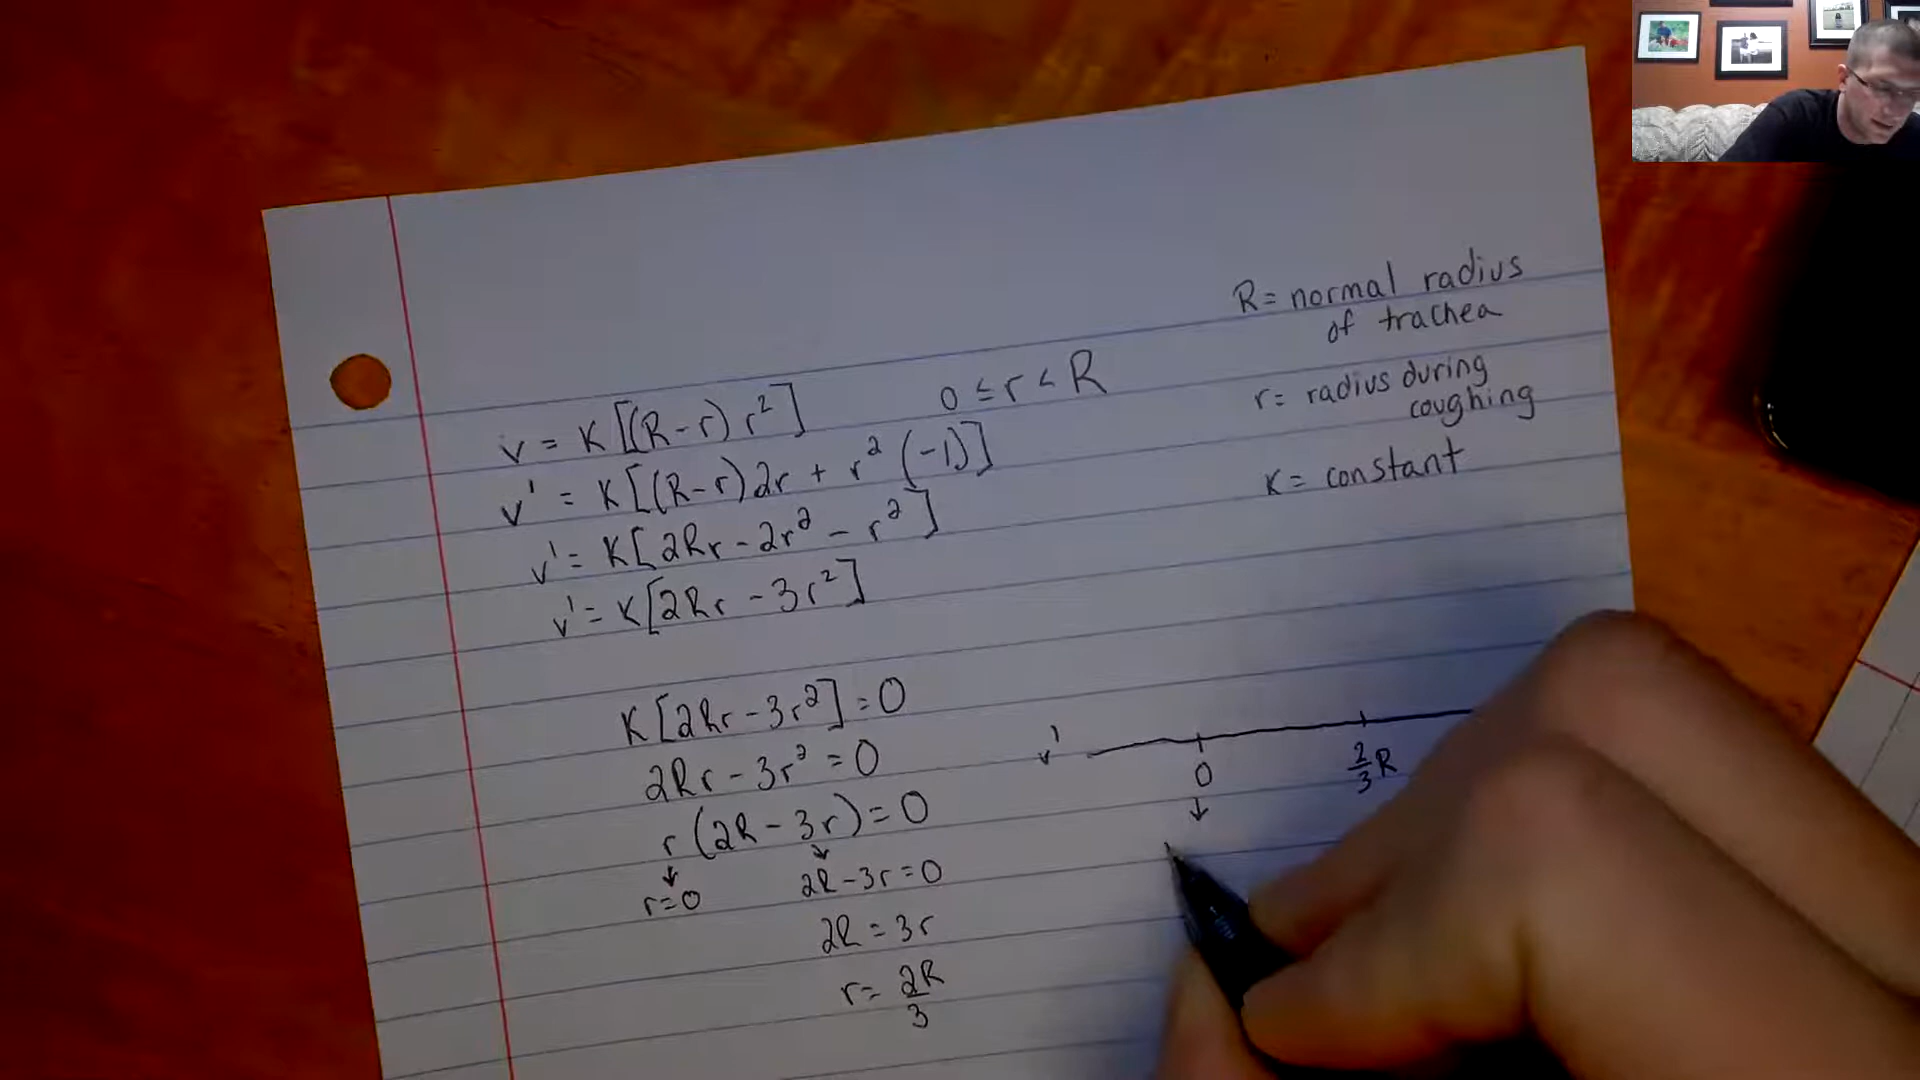 R = normal radius
of trachea
v = K[(R-r) r²]
0 ≤ r < R
r = radius during
coughing
v' = K[(R-r)2r + r²(-1)]
K = constant
v' = K[2Rr - 2r² - r²]
v' = K[2Rr - 3r²]
K[2Rr - 3r²] = 0
2Rr - 3r² = 0
v'
0
2/3 R
↓
r(2R - 3r) = 0
↓ ↓
r = 0
2R - 3r = 0
2R = 3r
r = 2R/3